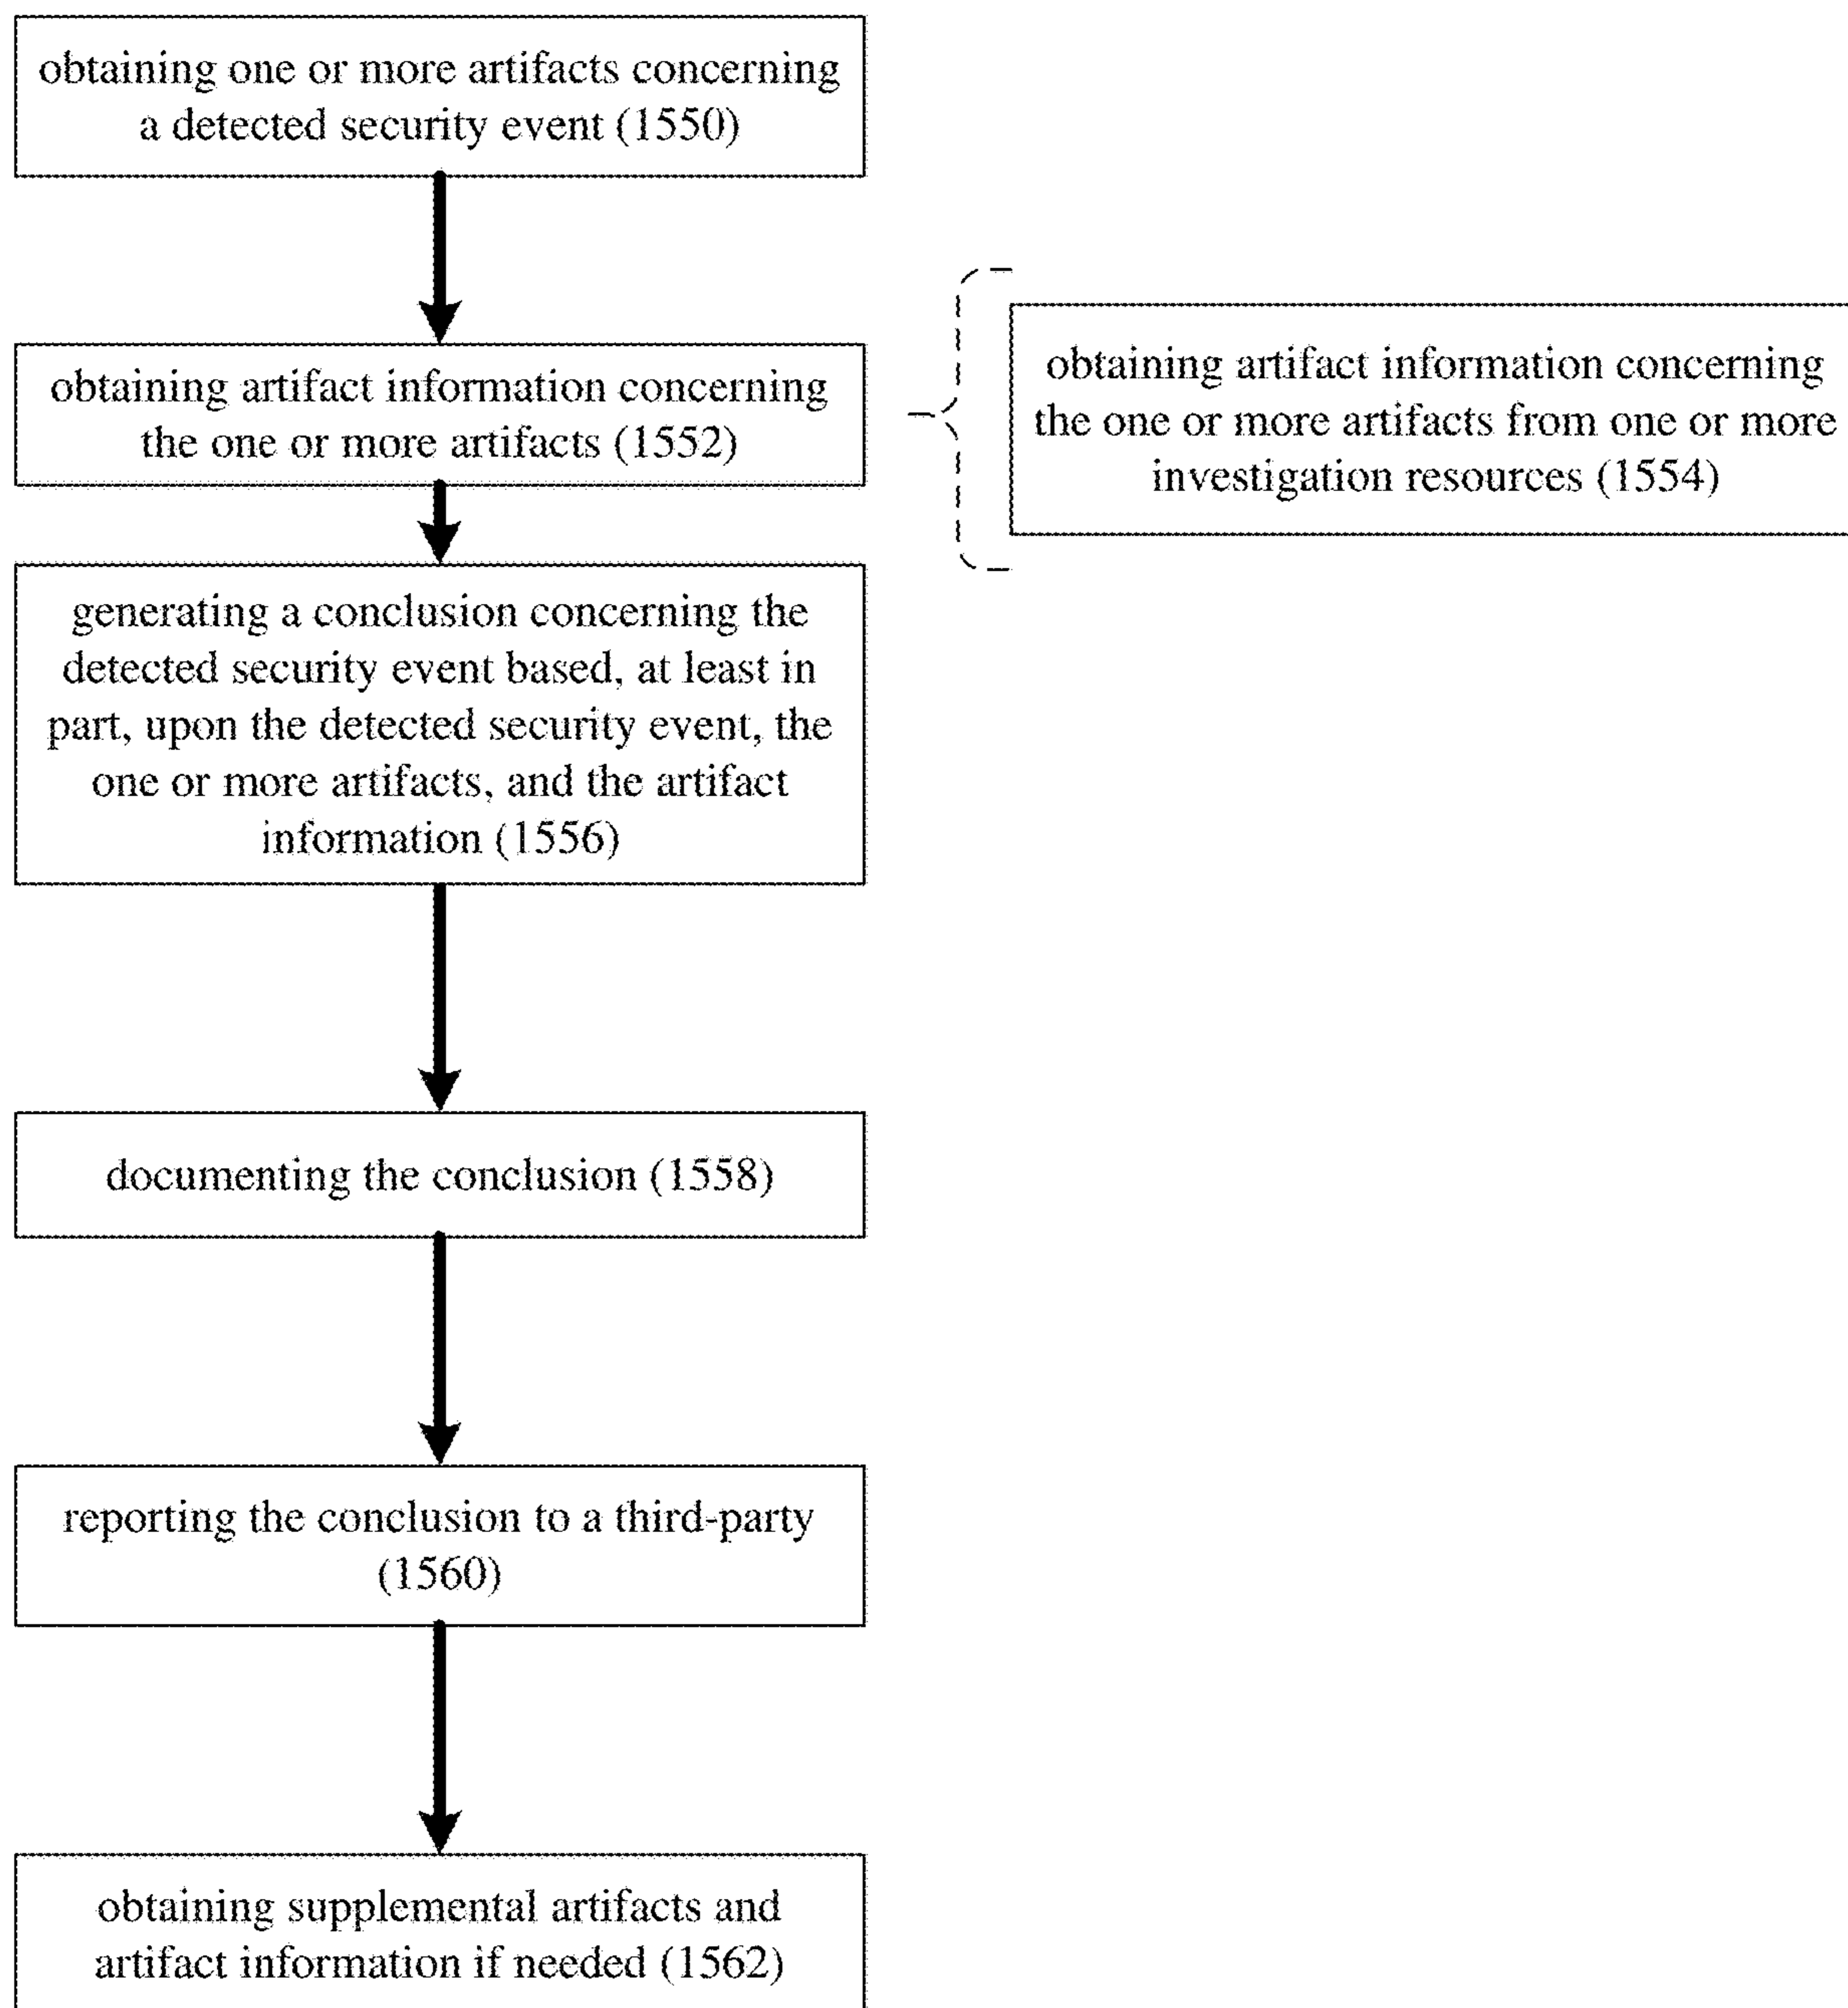 obtaining one or more artifacts concerning
a detected security event (1550)
obtaining artifact information concerning
the one or more artifacts (1552)
obtaining artifact information concerning
the one or more artifacts from one or more
investigation resources (1554)
generating a conclusion concerning the
detected security event based, at least in
part, upon the detected security event, the
one or more artifacts, and the artifact
information (1556)
documenting the conclusion (1558)
reporting the conclusion to a third-party
(1560)
obtaining supplemental artifacts and
artifact information if needed (1562)